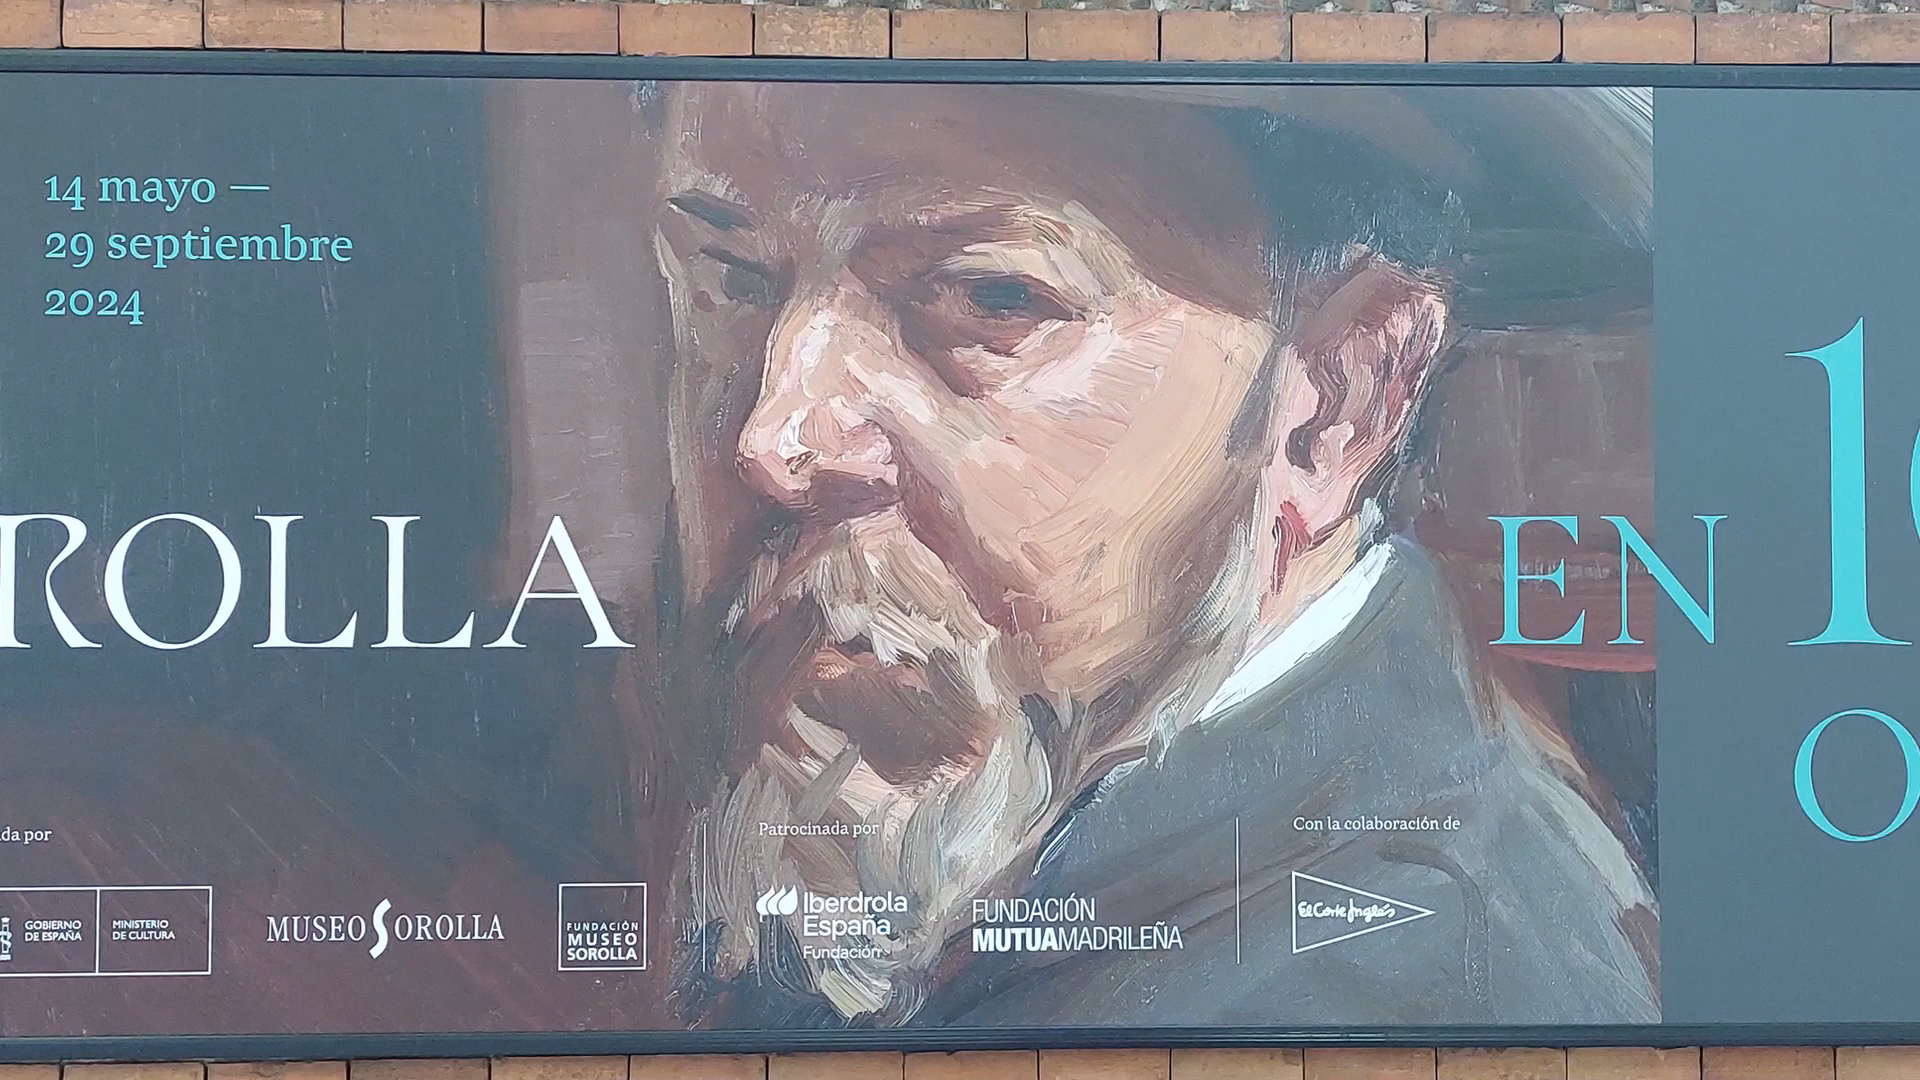 14 mayo —
29 septiembre
2024
ROLLA
EN 1
O
da por
GOBIERNO
DE ESPAÑA
MINISTERIO
DE CULTURA
MUSEO SOROLLA
FUNDACIÓN
MUSEO
SOROLLA
Patrocinada por
Iberdrola
España
Fundación
FUNDACIÓN
MUTUAMADRILEÑA
Con la colaboración de
El Corte Inglés